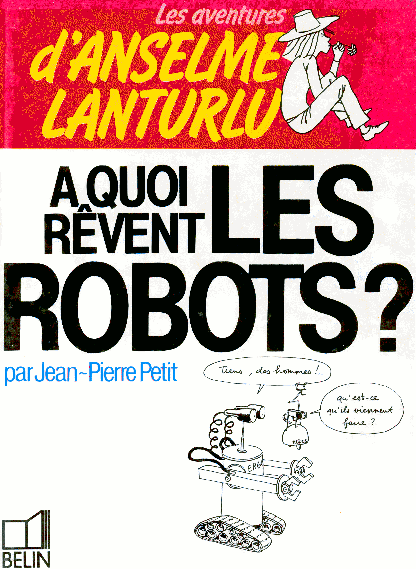 Les aventures
d'ANSELME
LANTURLU
A QUOI
RÊVENT
LES
ROBOTS?
par Jean~Pierre Petit
Tiens, des hommes!
qu'est-ce
qu'ils viennent
faire?
BELIN